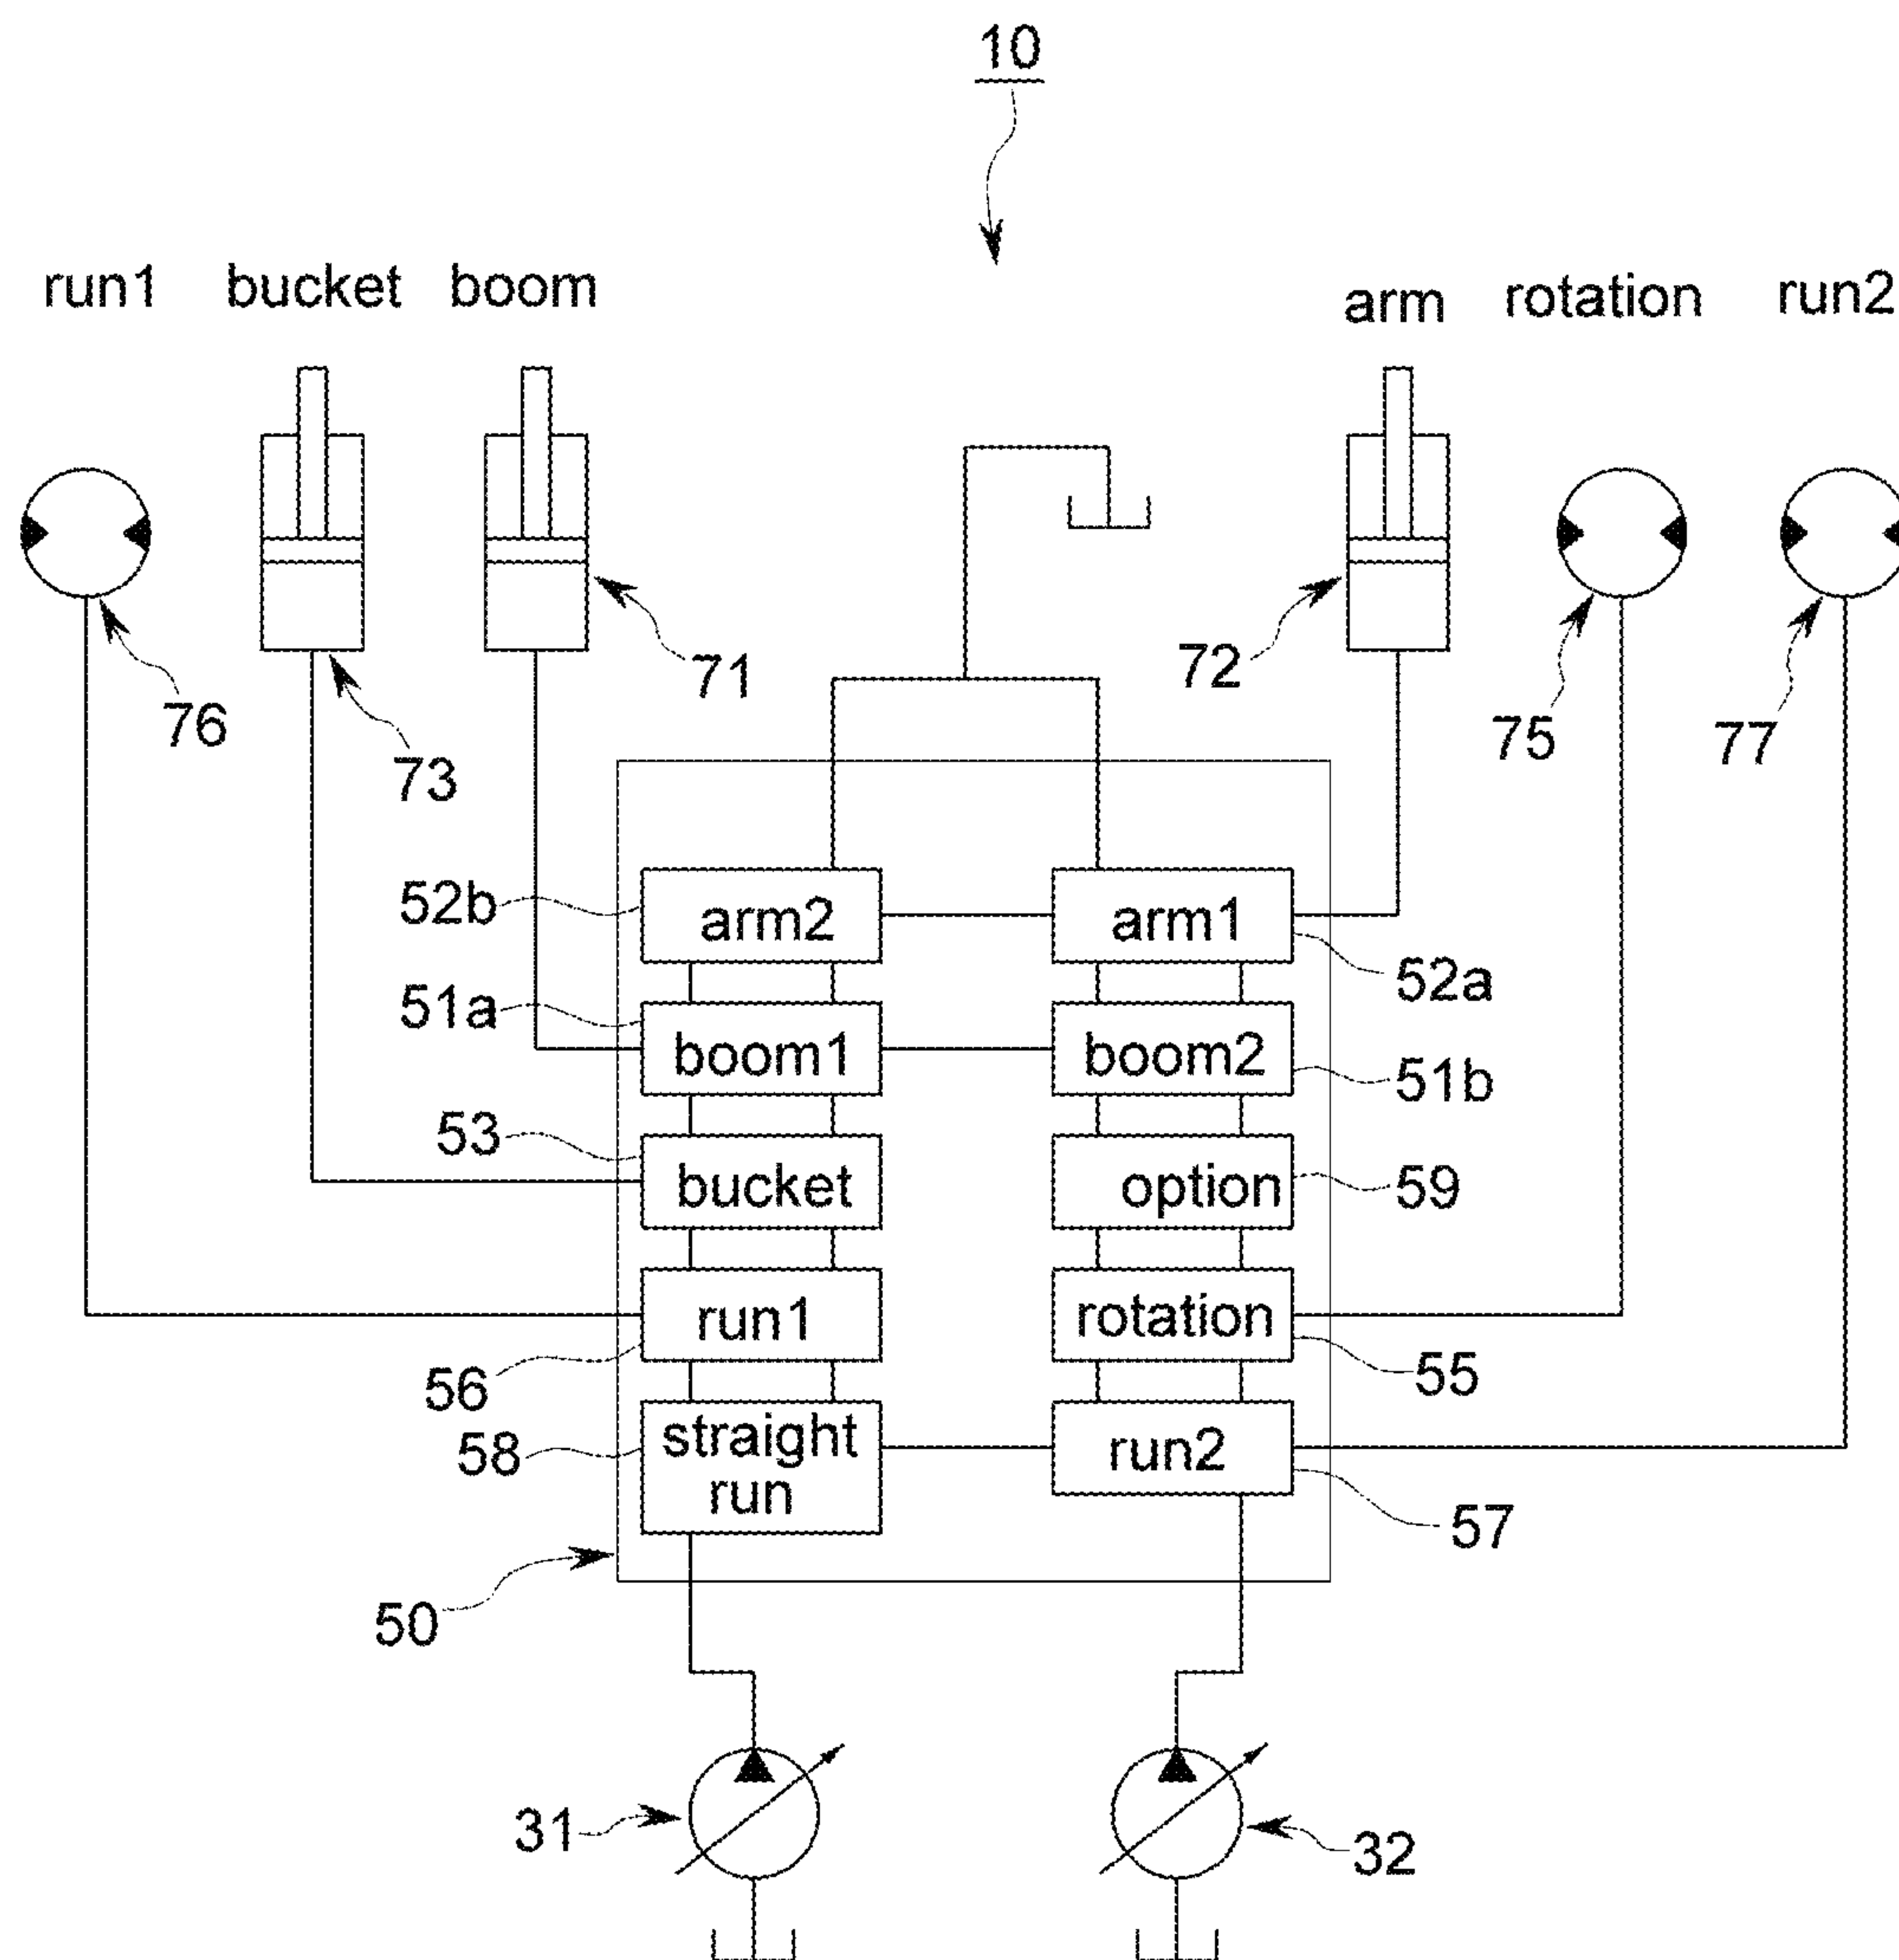 10
run1 bucket boom arm rotation run2
71 72
76 75 77
73
52b arm2 arm1
52a
51a boom1 boom2
51b
53 bucket option 59
run1 rotation
56 55
58 straight run2
run
57
50
31 32